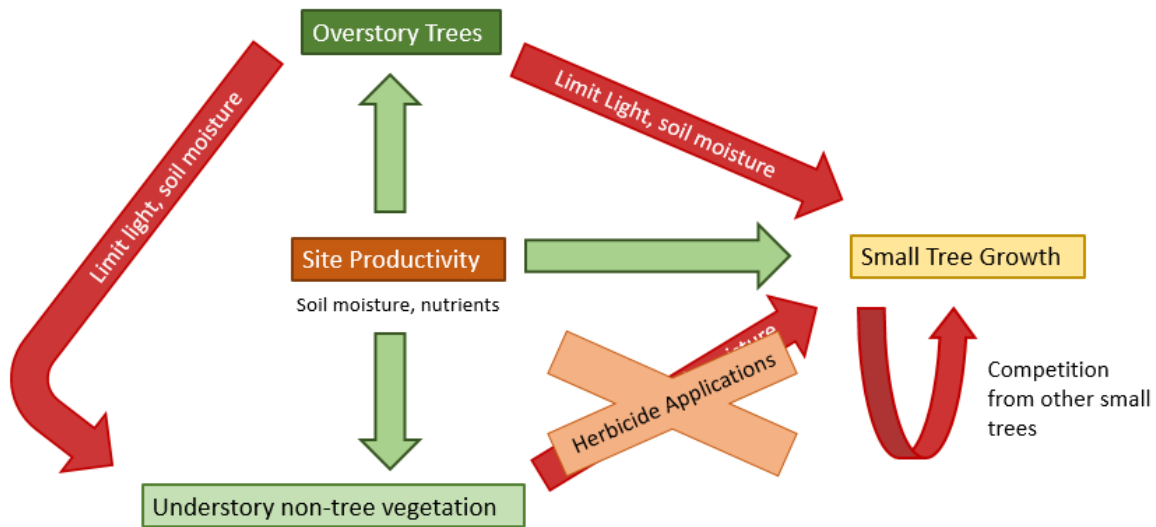 Overstory Trees
Limit light, soil moisture
Limit Light, soil moisture
Site Productivity
Soil moisture, nutrients
Small Tree Growth
Herbicide Applications
Competition
from other small
trees
Understory non-tree vegetation